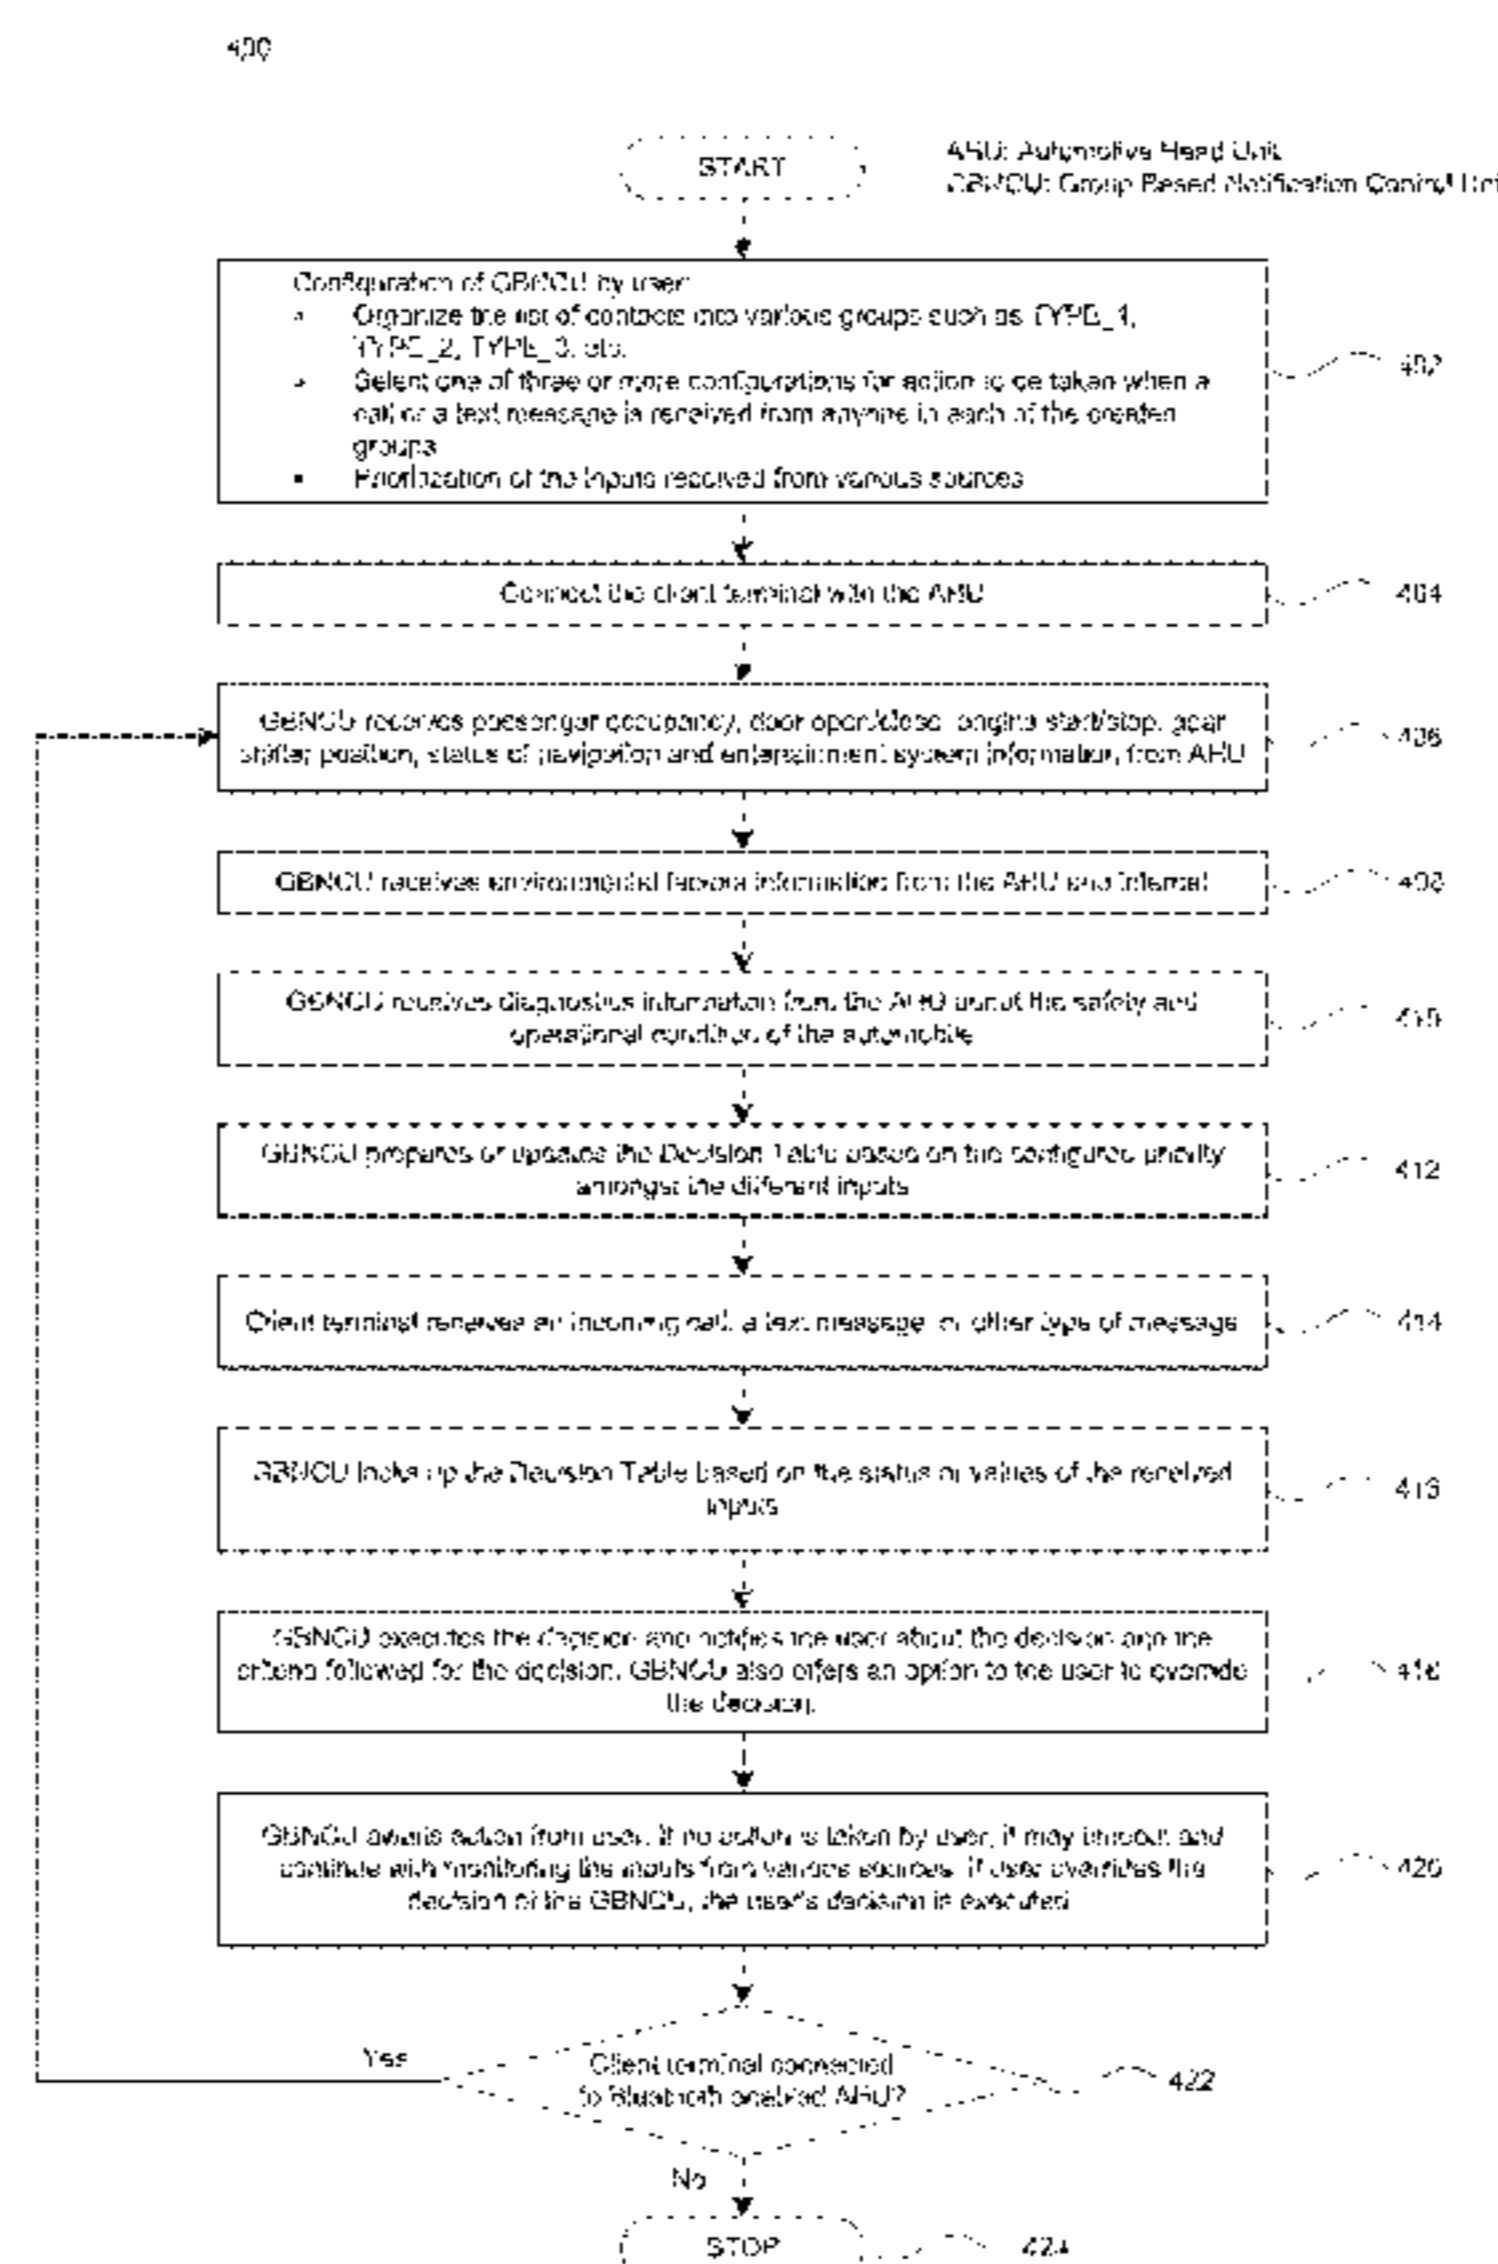 400
START
AHU: Automotive Head Unit
GBNCU: Group Based Notification Control Uni
Configuration of GBNCU by user:
Organize the list of contacts into various groups such as TYPE_1,
TYPE_2, TYPE_3, etc.
Select one of three or more configurations for action to be taken when a
call or a text message is received from anyone in each of the created
groups
Prioritization of the inputs received from various sources
402
Connect the client terminal with the AHU
404
GBNCU receives passenger occupancy, door open/close, engine start/stop, gear
shifter position, status of navigation and entertainment system information, from AHU
406
GBNCU receives environmental factors information from the AHU and Internet
408
GBNCU receives diagnostics information from the AHU about the safety and
operational condition of the automobile
410
GBNCU prepares or updates the Decision Table based on the configured priority
amongst the different inputs
412
Client terminal receives an incoming call, a text message, or other type of message
414
GBNCU looks up the Decision Table based on the status or values of the received
inputs
GBNCU executes the decision and notifies the user about the decision and the
criteria followed for the decision. GBNCU also offers an option to the user to override
the decision.
GBNCU awaits action from user. If no action is taken by user, it may timeout and
continue with monitoring the inputs from various sources. If user overrides the
decision of the GBNCU, the user's decision is executed
420
Client terminal connected
to Bluetooth enabled AHU?
422
Yes
No
STOP
424